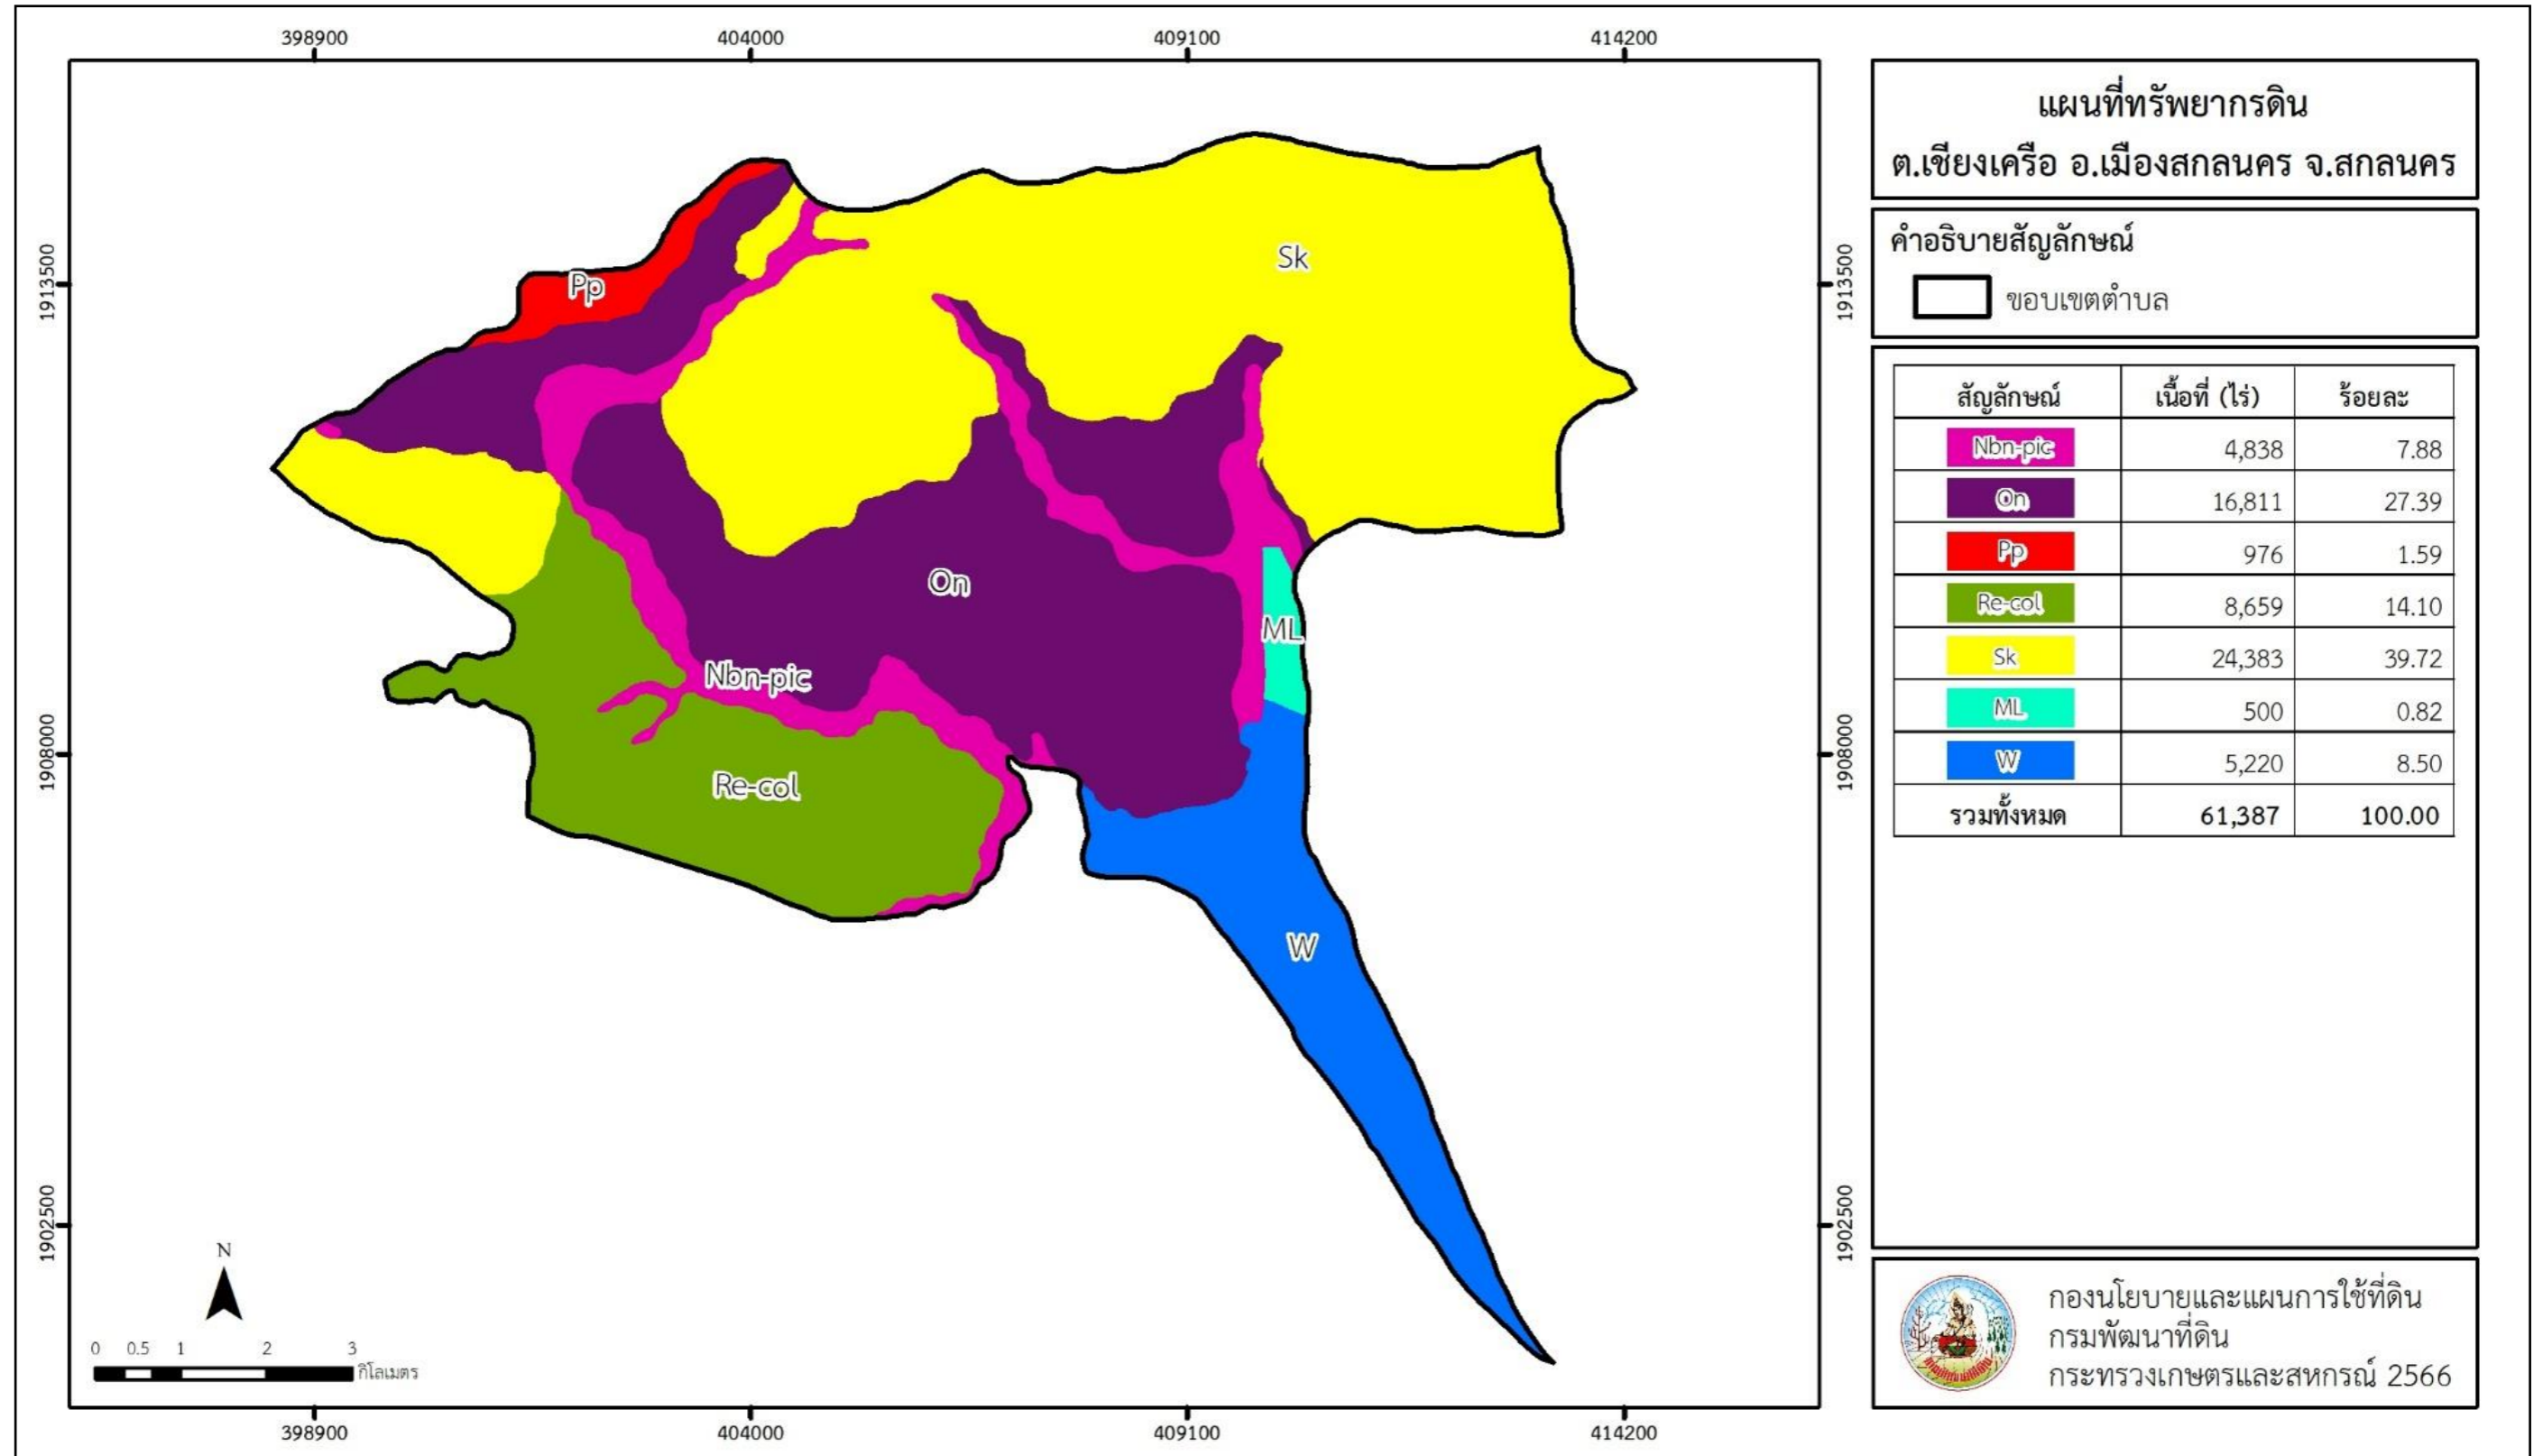 398900
404000
409100
414200
1913500
1908000
1902500
Sk
Pp
On
ML
Nbn-pic
Re-col
W
N
0 0.5 1 2 3
กิโลเมตร
1913500
1908000
1902500
398900
404000
409100
414200
แผนที่ทรัพยากรดิน
ต.เชียงเครือ อ.เมืองสกลนคร จ.สกลนคร
คำอธิบายสัญลักษณ์
ขอบเขตตำบล
สัญลักษณ์ เนื้อที่ (ไร่) ร้อยละ
Nbn-pic 4,838 7.88
On 16,811 27.39
Pp 976 1.59
Re-col 8,659 14.10
Sk 24,383 39.72
ML 500 0.82
W 5,220 8.50
รวมทั้งหมด 61,387 100.00
กองนโยบายและแผนการใช้ที่ดิน
กรมพัฒนาที่ดิน
กระทรวงเกษตรและสหกรณ์ 2566